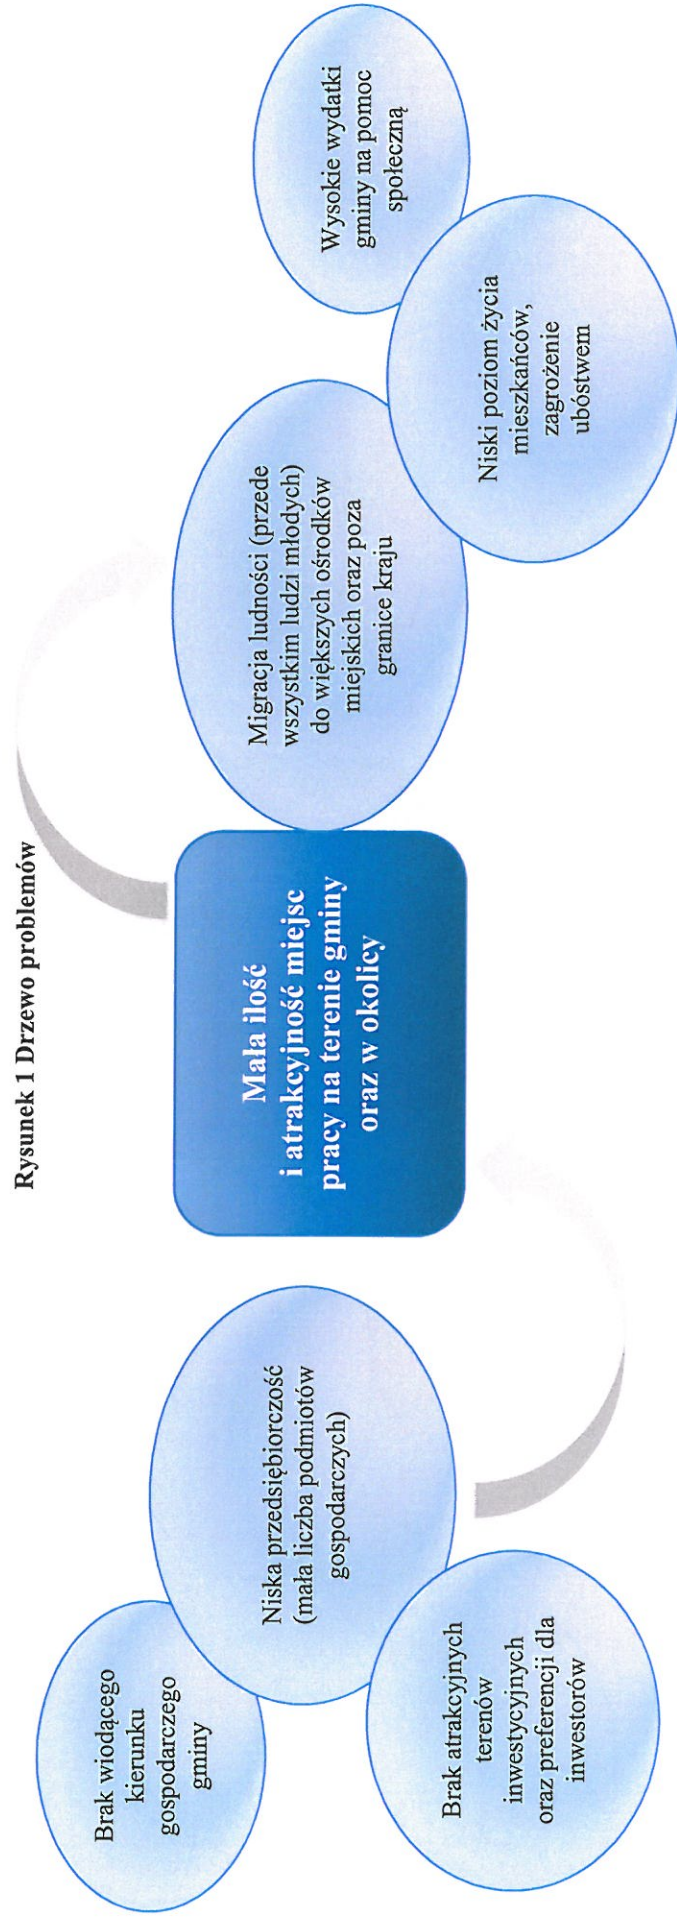 Rysunek 1 Drzewo problemów
Brak wiodącego
kierunku
gospodarczego
gminy
Niska przedsiębiorczość
(mała liczba podmiotów
gospodarczych)
Brak atrakcyjnych
terenów
inwestycyjnych
oraz preferencji dla
inwestorów
Mała ilość
i atrakcyjność miejsc
pracy na terenie gminy
oraz w okolicy
Migracja ludności (przede
wszystkim ludzi młodych)
do większych ośrodków
miejskich oraz poza
granice kraju
Niski poziom życia
mieszkańców,
zagrożenie
ubóstwem
Wysokie wydatki
gminy na pomoc
społeczną